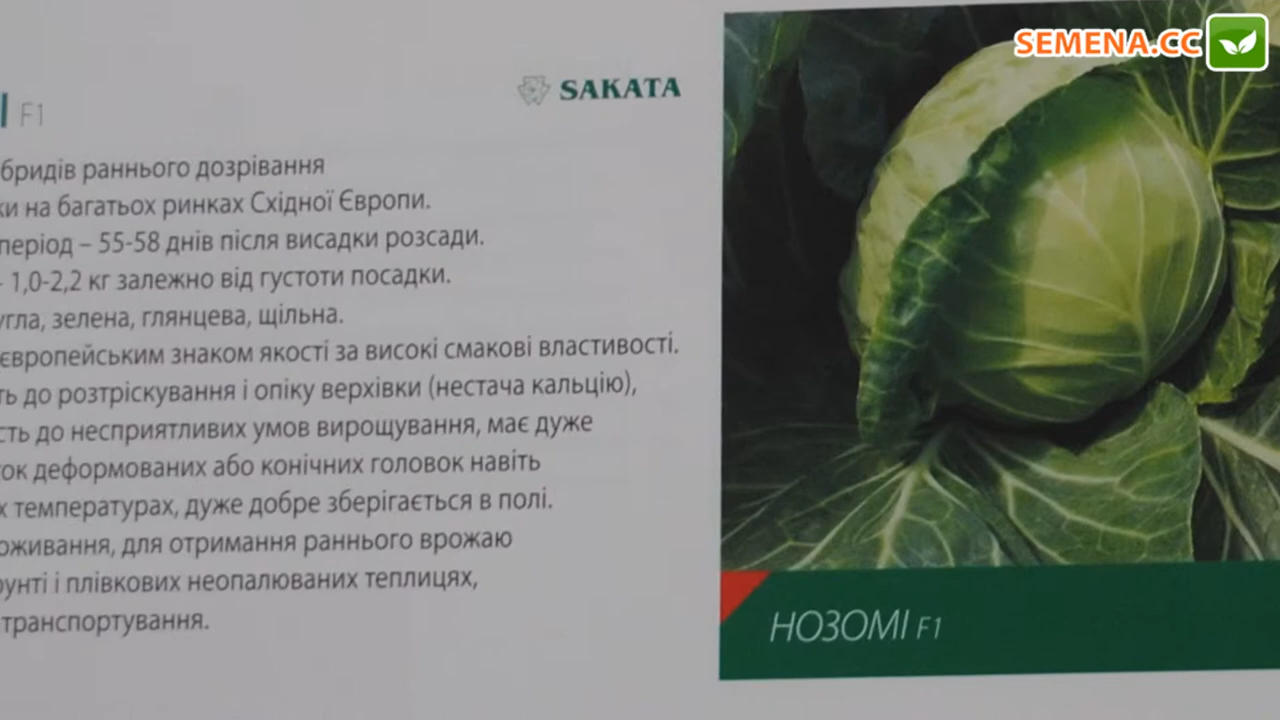 SEMENA.CC
SAKATA
F1
бридів раннього дозрівання
ки на багатьох ринках Східної Європи.
період – 55-58 днів після висадки розсади.
- 1,0-2,2 кг залежно від густоти посадки.
угла, зелена, глянцева, щільна.
європейським знаком якості за високі смакові властивості.
ть до розтріскування і опіку верхівки (нестача кальцію),
сть до несприятливих умов вирощування, має дуже
ок деформованих або конічних головок навіть
х температурах, дуже добре зберігається в полі.
оживання, для отримання раннього врожаю
рунті і плівкових неопалюваних теплицях,
транспортування.
НОЗОМІ F1